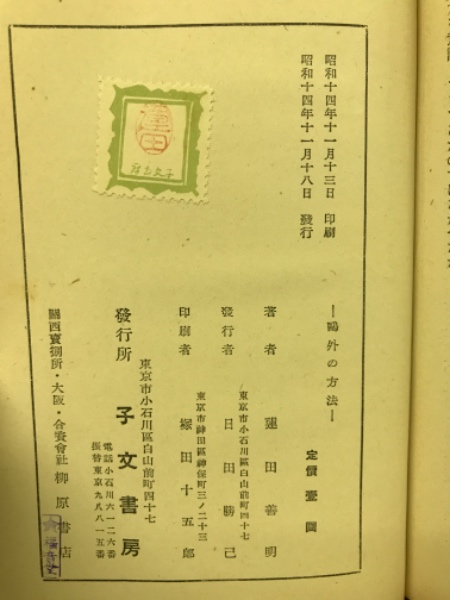 昭和十四年十一月十三日 印刷
昭和十四年十一月十八日 發行
―鷗外の方法―
定價壹圓
著者 蓮田善明
東京市小石川區白山前町四十七
發行者 日田勝己
東京市神田區神保町三ノ二十三
印刷者 塚田十五郎
東京市小石川區白山前町四十七
發行所 子文書房
電話小石川六一二六番
振替東京九八八一五番
關西賣捌所・大阪・合資會社柳原書店
蓮田
子文書房